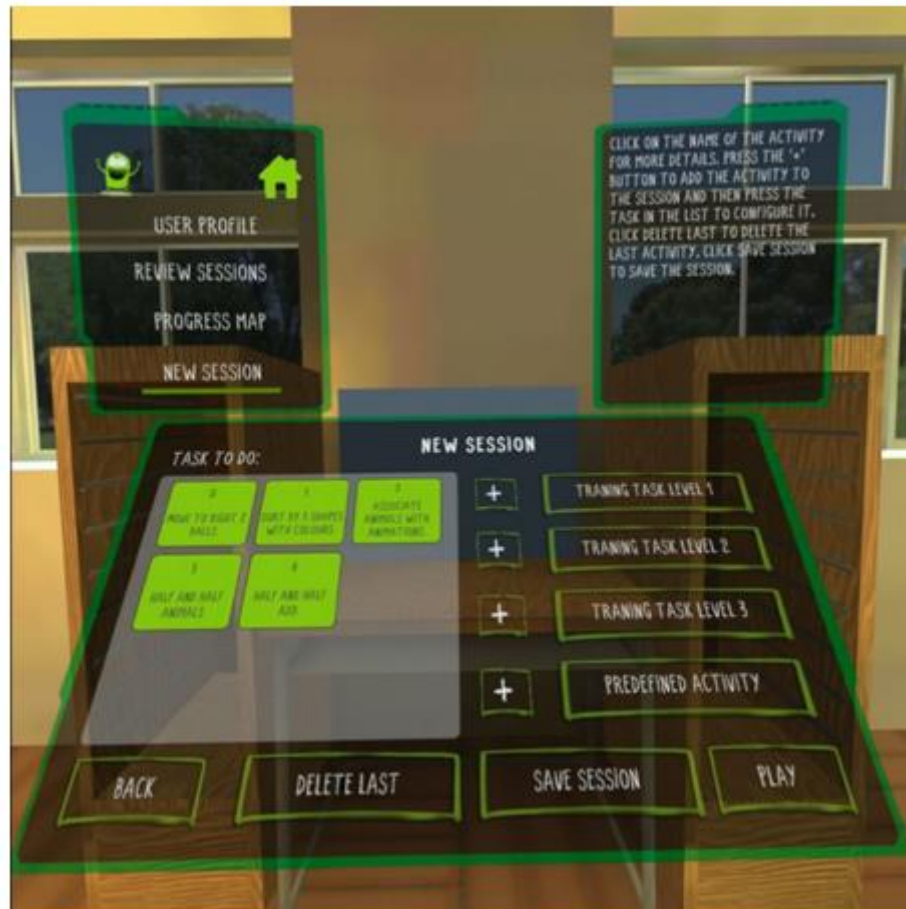 USER PROFILE
REVIEW SESSIONS
PROGRESS MAP
NEW SESSION
CLICK ON THE NAME OF THE ACTIVITY
FOR MORE DETAILS. PRESS THE "+"
BUTTON TO ADD THE ACTIVITY TO
THE SESSION AND THEN PRESS THE
TASK IN THE LIST TO CONFIGURE IT.
CLICK DELETE LAST TO DELETE THE
LAST ACTIVITY. CLICK SAVE SESSION
TO SAVE THE SESSION.
NEW SESSION
TASK TO DO:
0
MOVE TO RIGHT 2
BALLS
1
SORT BY SHAPES
WITH COLOURS
2
ASSOCIATE
ANIMALS WITH
ANIMATIONS
3
HALF AND HALF
ANIMALS
4
HALF AND HALF
ADD
+ TRANING TASK LEVEL 1
+ TRANING TASK LEVEL 2
+ TRANING TASK LEVEL 3
+ PREDEFINED ACTIVITY
BACK
DELETE LAST
SAVE SESSION
PLAY